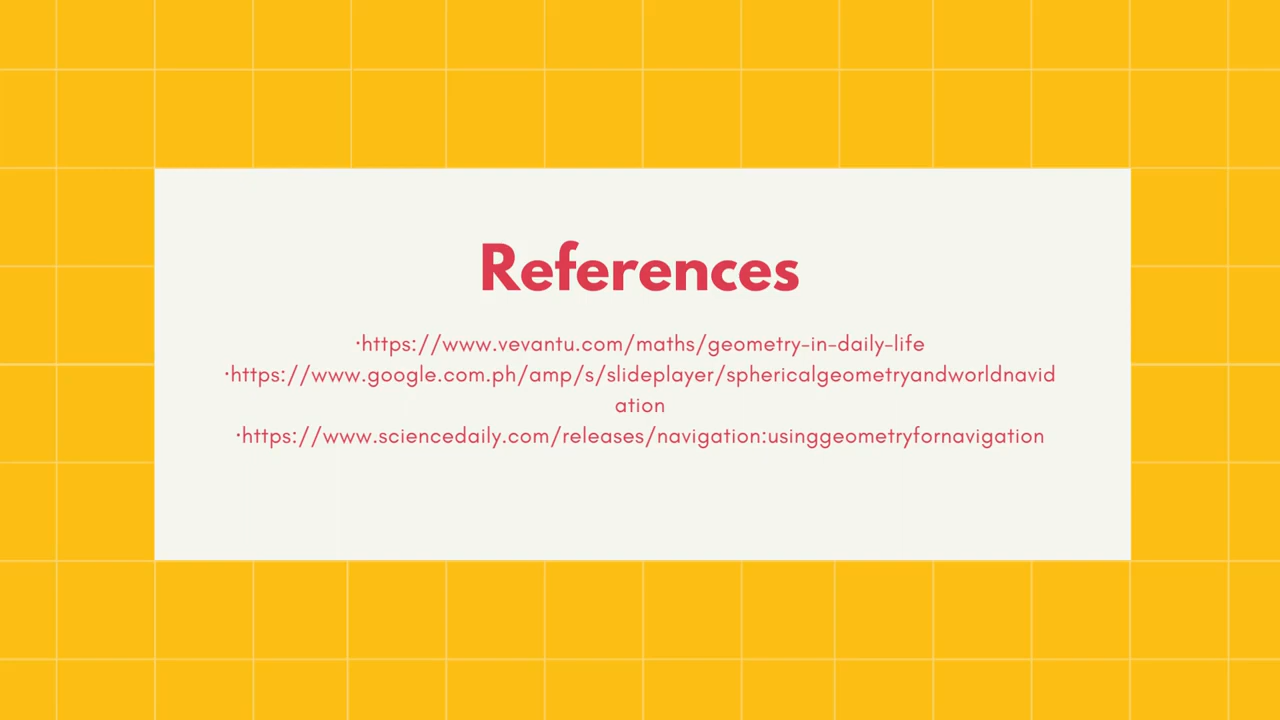 References
·https://www.vevantu.com/maths/geometry-in-daily-life
·https://www.google.com.ph/amp/s/slideplayer/sphericalgeometryandworldnavid
ation
·https://www.sciencedaily.com/releases/navigation:usinggeometryfornavigation